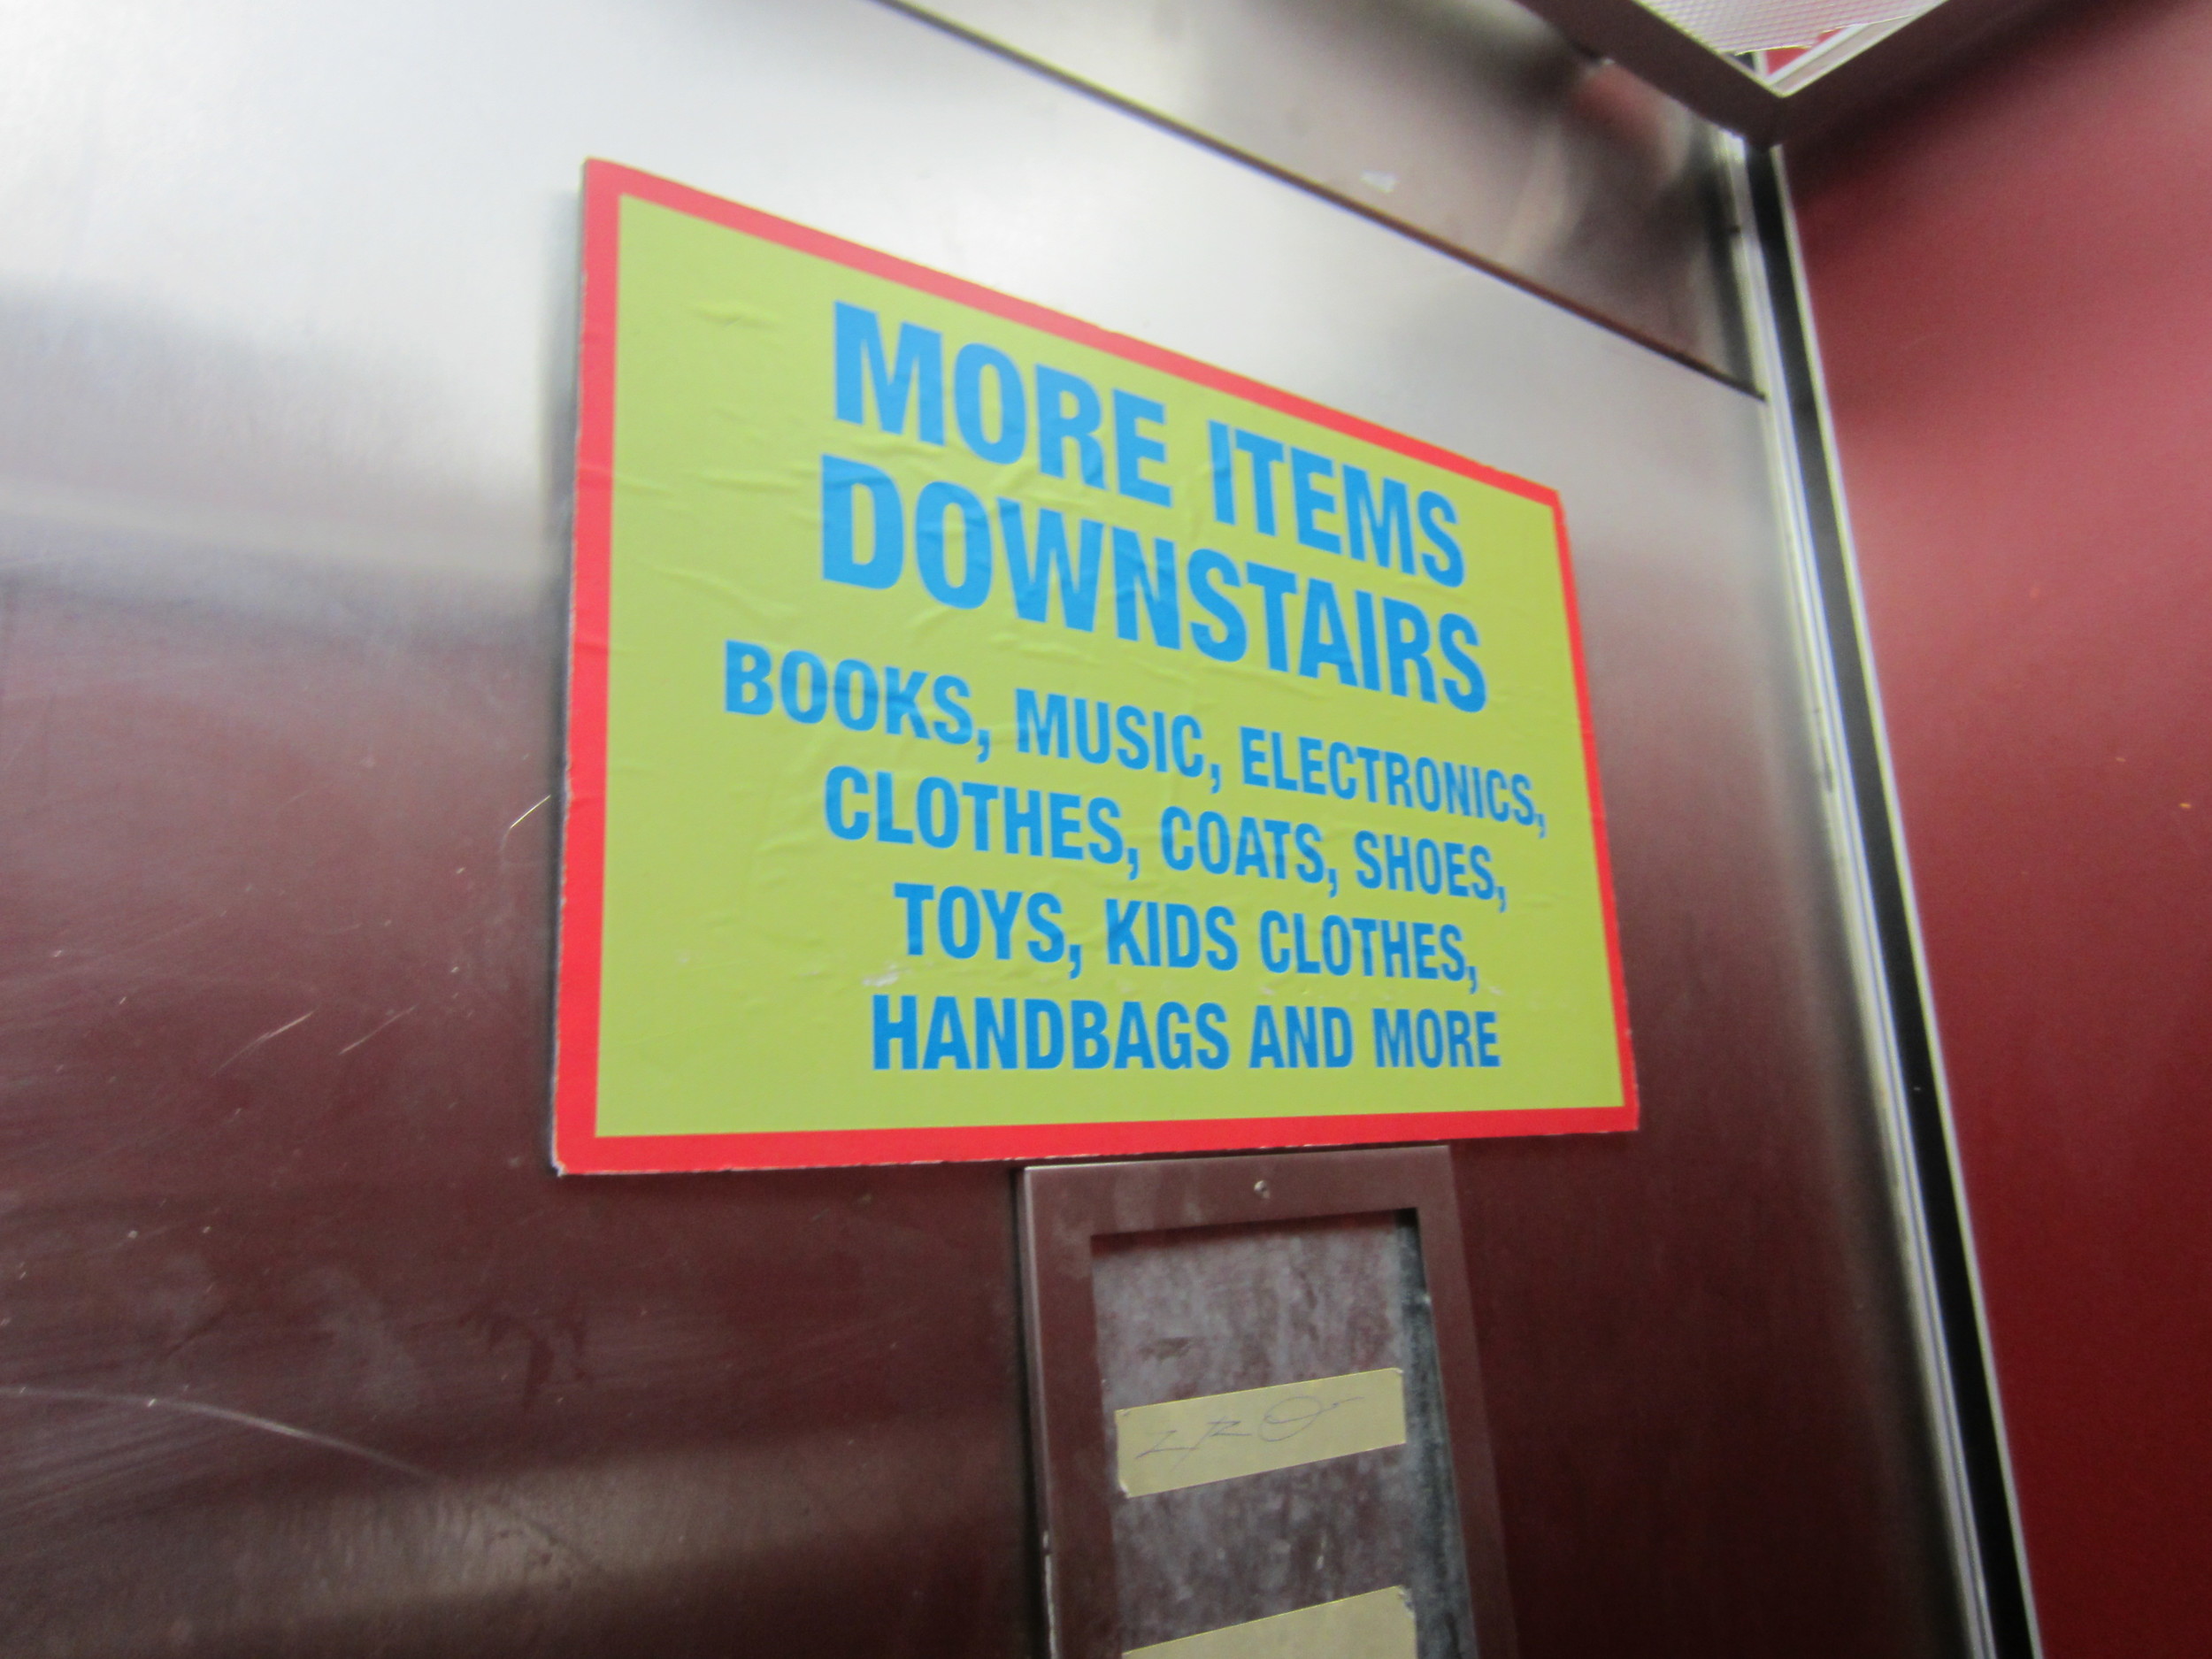 MORE ITEMS
DOWNSTAIRS
BOOKS, MUSIC, ELECTRONICS,
CLOTHES, COATS, SHOES,
TOYS, KIDS CLOTHES,
HANDBAGS AND MORE